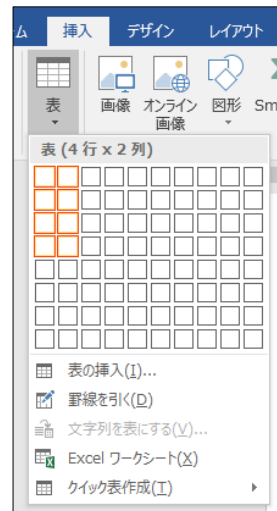 ム 挿入 デザイン レイアウト
表 画像 オンライン 図形 Sm
画像
表 (4 行 x 2 列)
表の挿入(I)...
罫線を引く(D)
文字列を表にする(V)...
Excel ワークシート(X)
クイック表作成(T)